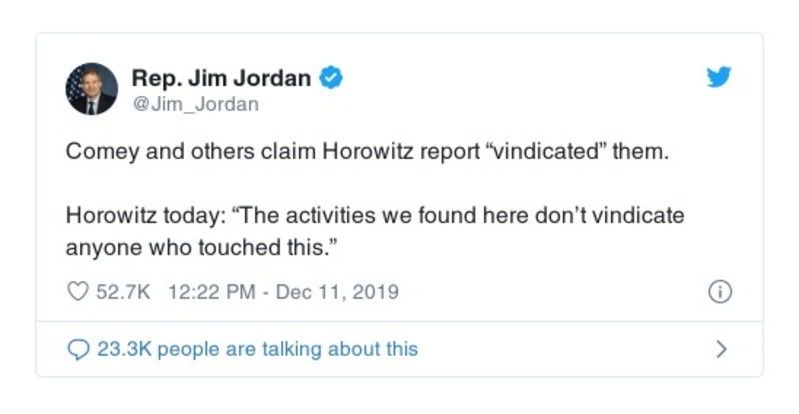 Rep. Jim Jordan
@Jim_Jordan
Comey and others claim Horowitz report “vindicated” them.
Horowitz today: “The activities we found here don’t vindicate
anyone who touched this.”
52.7K 12:22 PM - Dec 11, 2019
23.3K people are talking about this